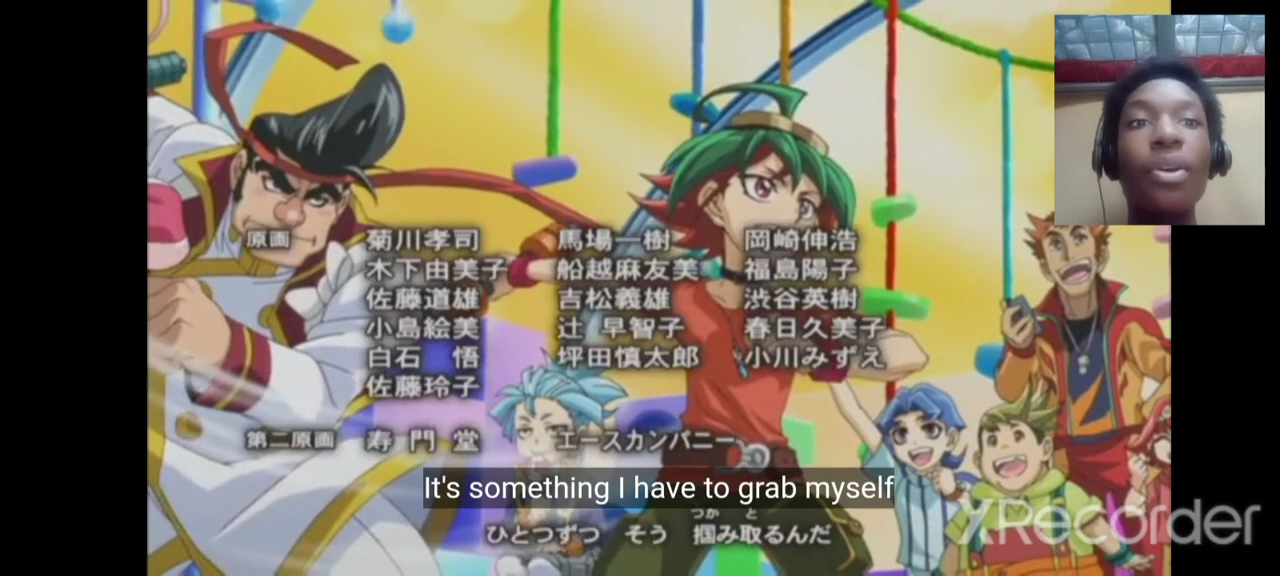 原画 菊川孝司 馬場一樹 岡崎伸浩
木下由美子 船越麻友美 福島陽子
佐藤道雄 吉松義雄 渋谷英樹
小島絵美 辻 早智子 春日久美子
白石 悟 坪田慎太郎 小川みずえ
佐藤玲子
第二原画 寿門堂 エースカンパニー
It's something I have to grab myself
つか と
ひとつずつ そう 掴み取るんだ
XRecorder